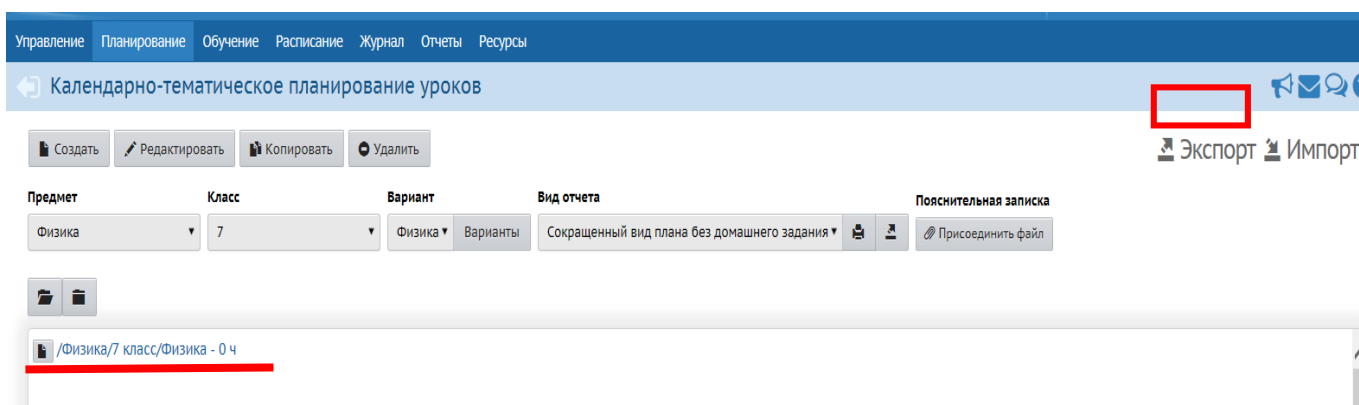 Управление Планирование Обучение Расписание Журнал Отчеты Ресурсы
Календарно-тематическое планирование уроков
Создать Редактировать Копировать Удалить
Экспорт Импорт
Предмет Класс Вариант Вид отчета Пояснительная записка
Физика 7 Физика Варианты Сокращенный вид плана без домашнего задания Присоединить файл
/Физика/7 класс/Физика - 0 ч